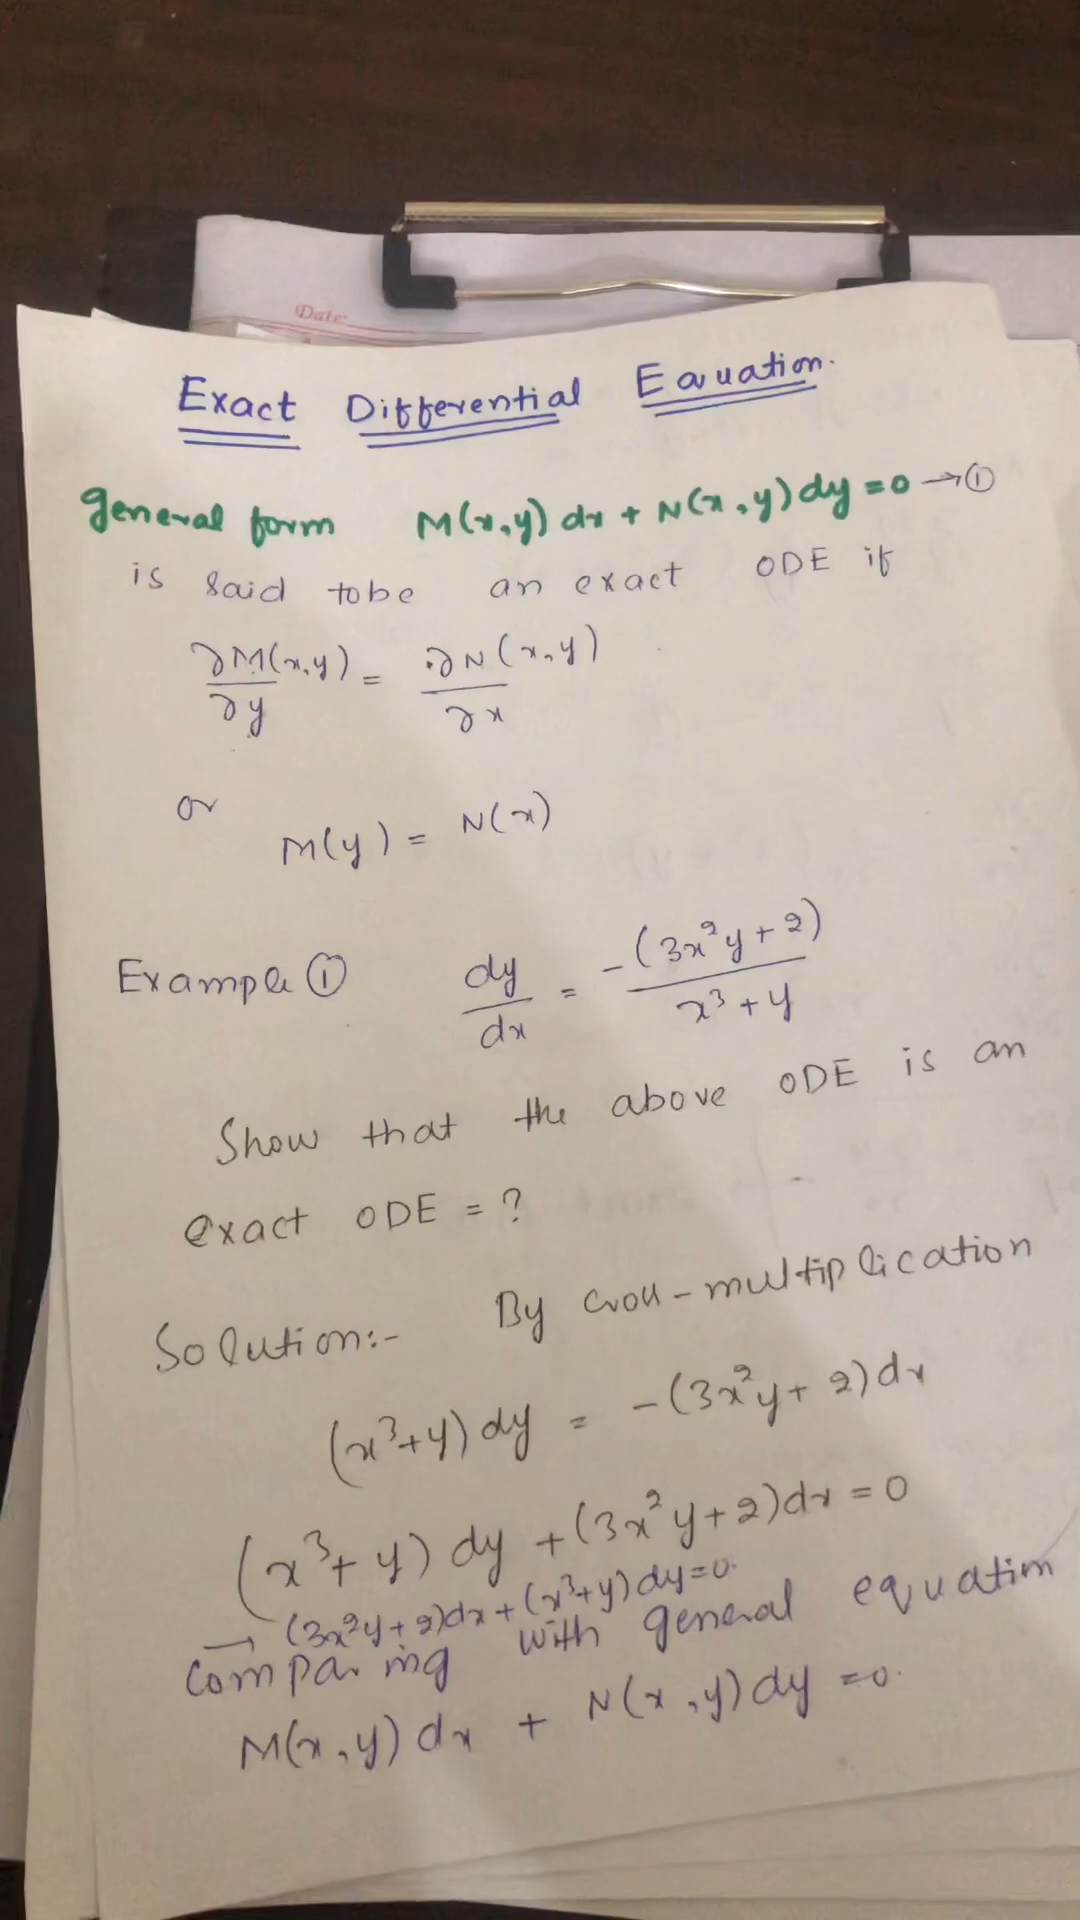 Date
Exact Differential Eauation.
general form M(x,y) dx + N(x,y) dy = 0 → ①
is said tobe an exact ODE if
∂M(x,y)/∂y = ∂N(x,y)/∂x
or M(y) = N(x)
Example ① dy/dx = -(3x²y+2)/x³+y
Show that the above ODE is an
exact ODE = ?
Solution:- By cross-multiplication
(x³+y) dy = -(3x²y+2) dx
(x³+y) dy + (3x²y+2) dx = 0
→ (3x²y+2)dx + (x³+y) dy = 0.
comparing with general equation
M(x,y) dx + N(x,y) dy = 0.